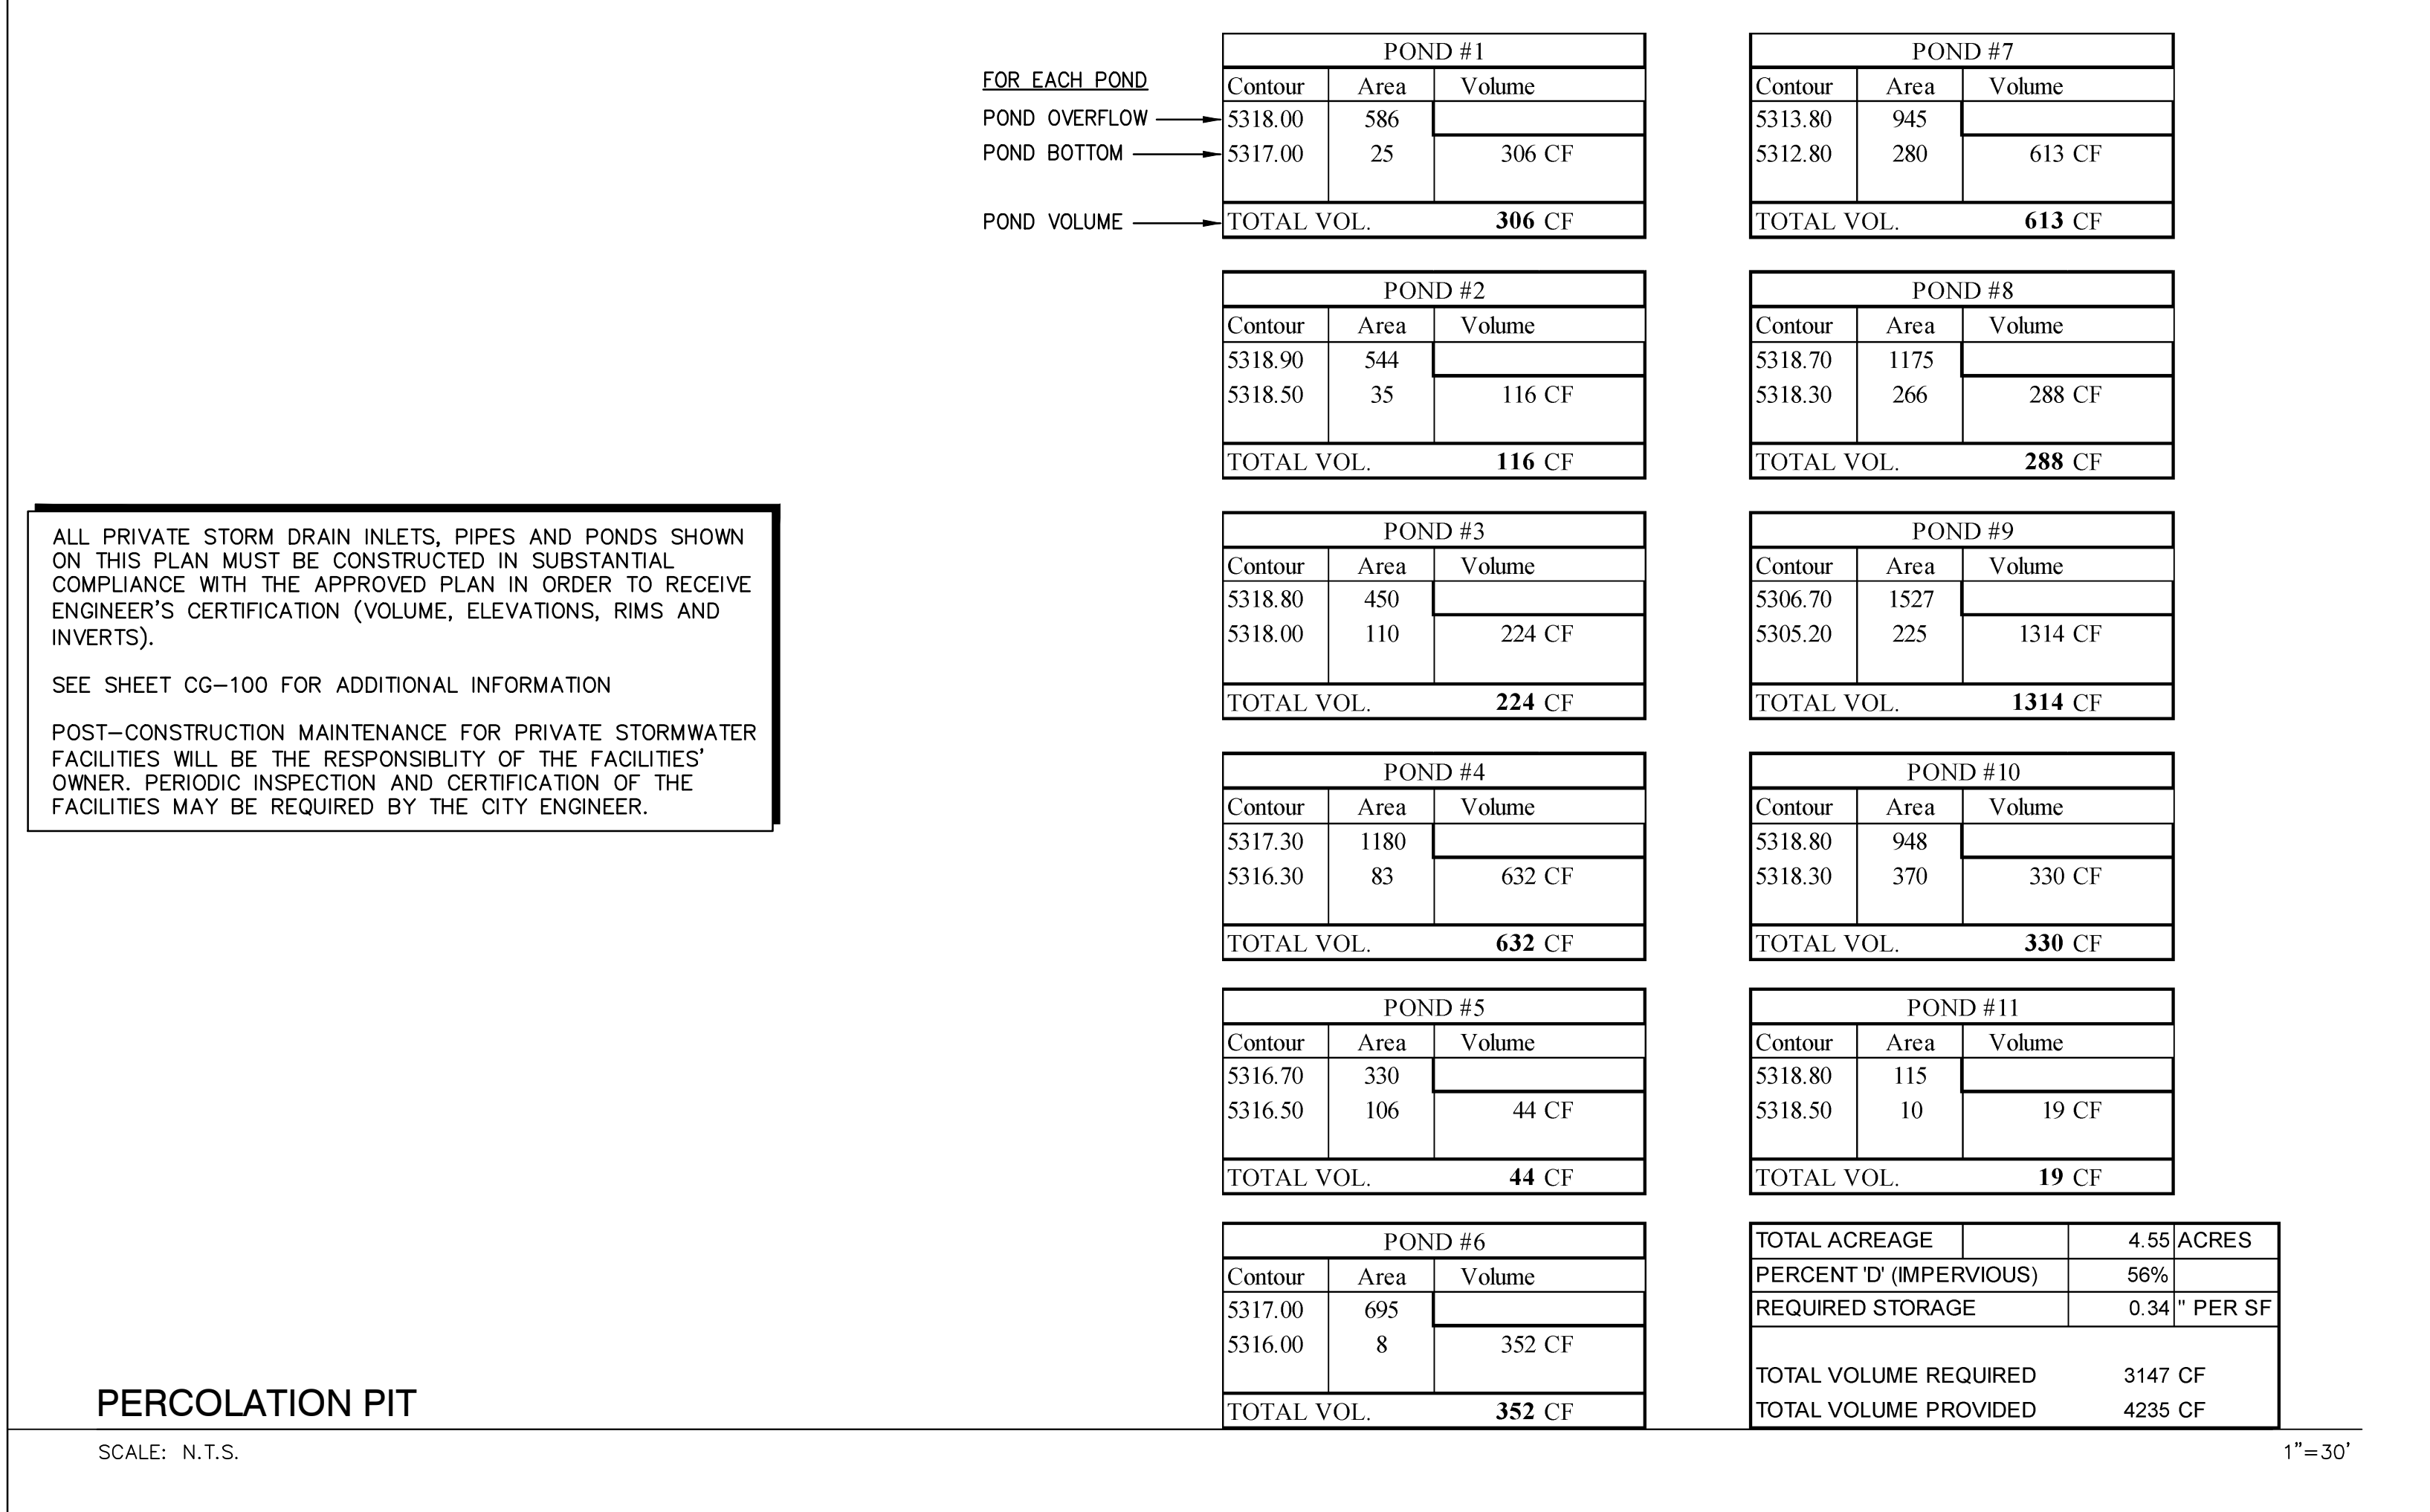 FOR EACH POND
POND OVERFLOW
POND BOTTOM
POND VOLUME
POND #1
Contour Area Volume
5318.00 586
5317.00 25 306 CF
TOTAL VOL. 306 CF
POND #2
Contour Area Volume
5318.90 544
5318.50 35 116 CF
TOTAL VOL. 116 CF
POND #3
Contour Area Volume
5318.80 450
5318.00 110 224 CF
TOTAL VOL. 224 CF
POND #4
Contour Area Volume
5317.30 1180
5316.30 83 632 CF
TOTAL VOL. 632 CF
POND #5
Contour Area Volume
5316.70 330
5316.50 106 44 CF
TOTAL VOL. 44 CF
POND #6
Contour Area Volume
5317.00 695
5316.00 8 352 CF
TOTAL VOL. 352 CF
POND #7
Contour Area Volume
5313.80 945
5312.80 280 613 CF
TOTAL VOL. 613 CF
POND #8
Contour Area Volume
5318.70 1175
5318.30 266 288 CF
TOTAL VOL. 288 CF
POND #9
Contour Area Volume
5306.70 1527
5305.20 225 1314 CF
TOTAL VOL. 1314 CF
POND #10
Contour Area Volume
5318.80 948
5318.30 370 330 CF
TOTAL VOL. 330 CF
POND #11
Contour Area Volume
5318.80 115
5318.50 10 19 CF
TOTAL VOL. 19 CF
TOTAL ACREAGE 4.55 ACRES
PERCENT 'D' (IMPERVIOUS) 56%
REQUIRED STORAGE 0.34 " PER SF
TOTAL VOLUME REQUIRED 3147 CF
TOTAL VOLUME PROVIDED 4235 CF
ALL PRIVATE STORM DRAIN INLETS, PIPES AND PONDS SHOWN
ON THIS PLAN MUST BE CONSTRUCTED IN SUBSTANTIAL
COMPLIANCE WITH THE APPROVED PLAN IN ORDER TO RECEIVE
ENGINEER'S CERTIFICATION (VOLUME, ELEVATIONS, RIMS AND
INVERTS).
SEE SHEET CG-100 FOR ADDITIONAL INFORMATION
POST-CONSTRUCTION MAINTENANCE FOR PRIVATE STORMWATER
FACILITIES WILL BE THE RESPONSIBLITY OF THE FACILITIES'
OWNER. PERIODIC INSPECTION AND CERTIFICATION OF THE
FACILITIES MAY BE REQUIRED BY THE CITY ENGINEER.
PERCOLATION PIT
SCALE: N.T.S.
1"=30'